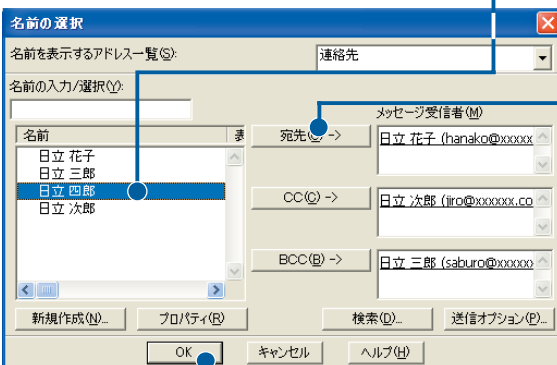 名前の選択
名前を表示するアドレス一覧(S):
連絡先
名前の入力/選択(Y):
メッセージ受信者(M)
名前
宛先 -> 日立 花子 (hanako@xxxxx
日立 花子
日立 三郎
日立 四郎
日立 次郎
CC(C) -> 日立 次郎 (jiro@xxxxxx.co
BCC(B) -> 日立 三郎 (saburo@xxxxxx
新規作成(N)... プロパティ(R) 検索(D)... 送信オプション(P)...
OK キャンセル ヘルプ(H)